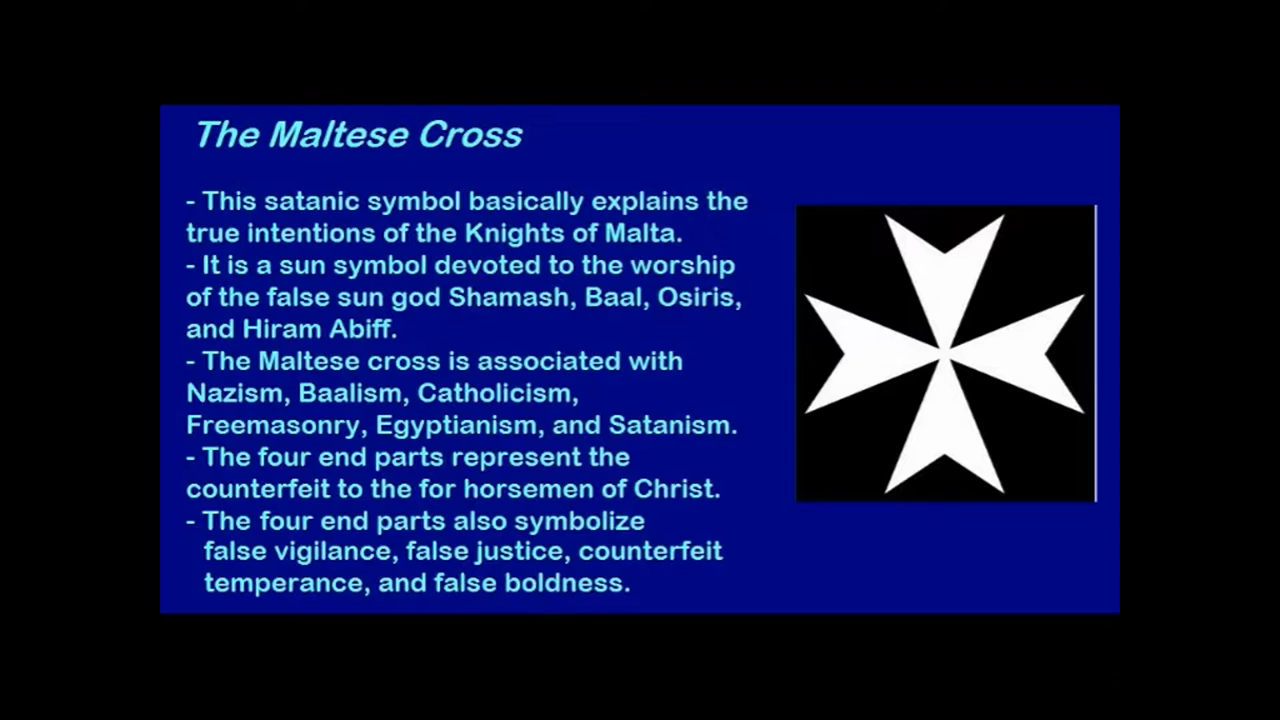 The Maltese Cross
- This satanic symbol basically explains the
true intentions of the Knights of Malta.
- It is a sun symbol devoted to the worship
of the false sun god Shamash, Baal, Osiris,
and Hiram Abiff.
- The Maltese cross is associated with
Nazism, Baalism, Catholicism,
Freemasonry, Egyptianism, and Satanism.
- The four end parts represent the
counterfeit to the for horsemen of Christ.
- The four end parts also symbolize
false vigilance, false justice, counterfeit
temperance, and false boldness.